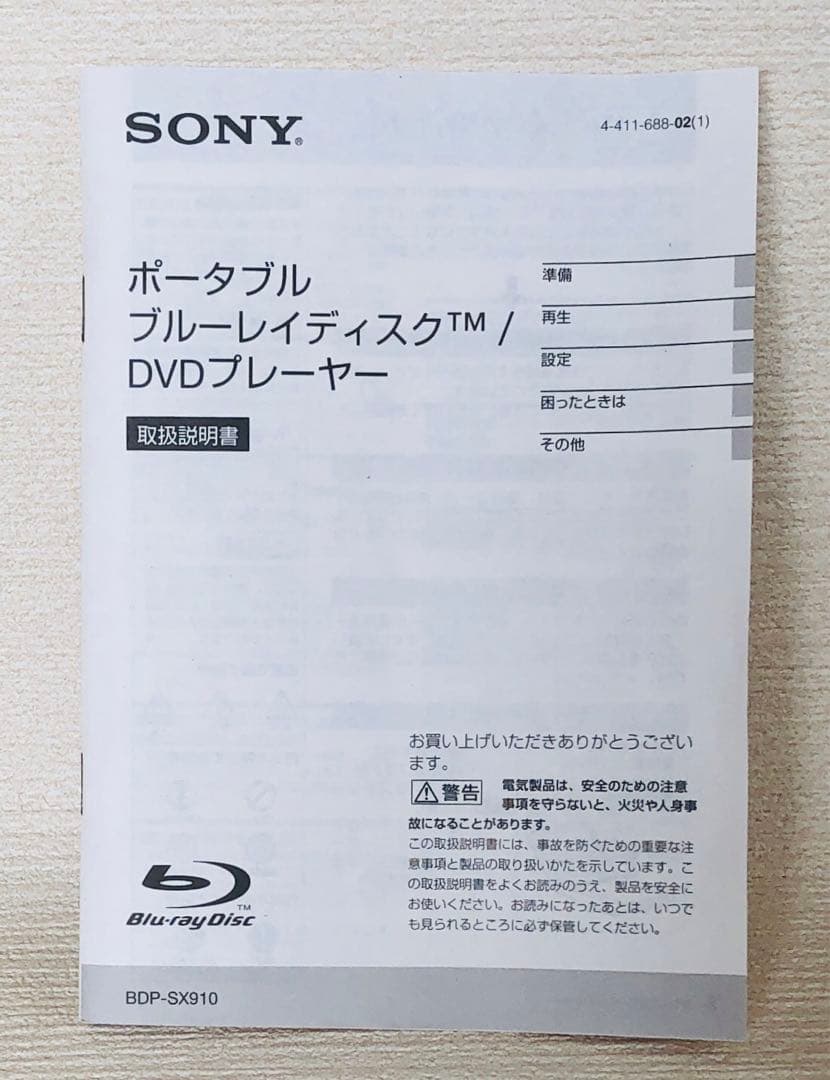 SONY®
4-411-688-02(1)
ポータブル
ブルーレイディスク™ /
DVDプレーヤー
取扱説明書
準備
再生
設定
困ったときは
その他
お買い上げいただきありがとうござい
ます。
警告
電気製品は、安全のための注意
事項を守らないと、火災や人身事
故になることがあります。
この取扱説明書には、事故を防ぐための重要な注
意事項と製品の取り扱いかたを示しています。こ
の取扱説明書をよくお読みのうえ、製品を安全に
お使いください。お読みになったあとは、いつで
も見られるところに必ず保管してください。
Blu-ray Disc™
BDP-SX910